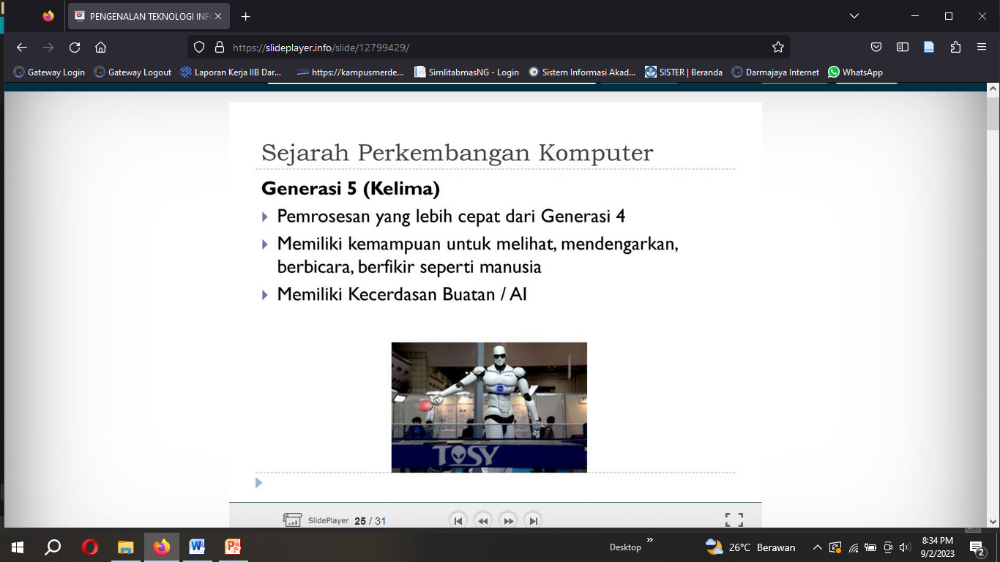 PENGENALAN TEKNOLOGI INF
https://slideplayer.info/slide/12799429/
Gateway Login
Gateway Logout
Laporan Kerja IIB Dar...
https://kampusmerde...
SimlitabmasNG - Login
Sistem Informasi Akad...
SISTER | Beranda
Darmajaya Internet
WhatsApp
Sejarah Perkembangan Komputer
Generasi 5 (Kelima)
Pemrosesan yang lebih cepat dari Generasi 4
Memiliki kemampuan untuk melihat, mendengarkan,
berbicara, berfikir seperti manusia
Memiliki Kecerdasan Buatan / AI
TOSY
SlidePlayer 25 / 31
Desktop
26°C Berawan
8:34 PM
9/2/2023
2